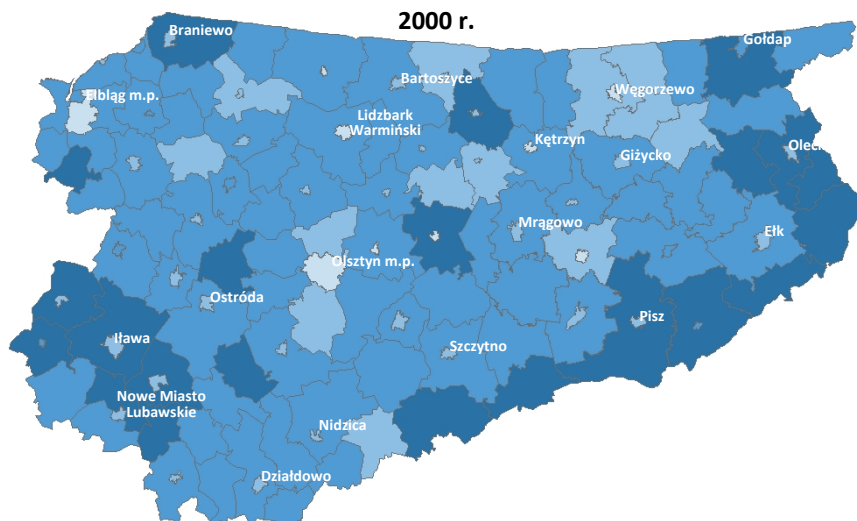 2000 r.
Braniewo
Gołdap
Bartoszyce
Węgorzewo
Elbląg m.p.
Lidzbark
Warmiński
Kętrzyn
Giżycko
Olec
Mrągowo
Ełk
Olsztyn m.p.
Ostróda
Pisz
Iława
Szczytno
Nowe Miasto
Lubawskie
Nidzica
Działdowo